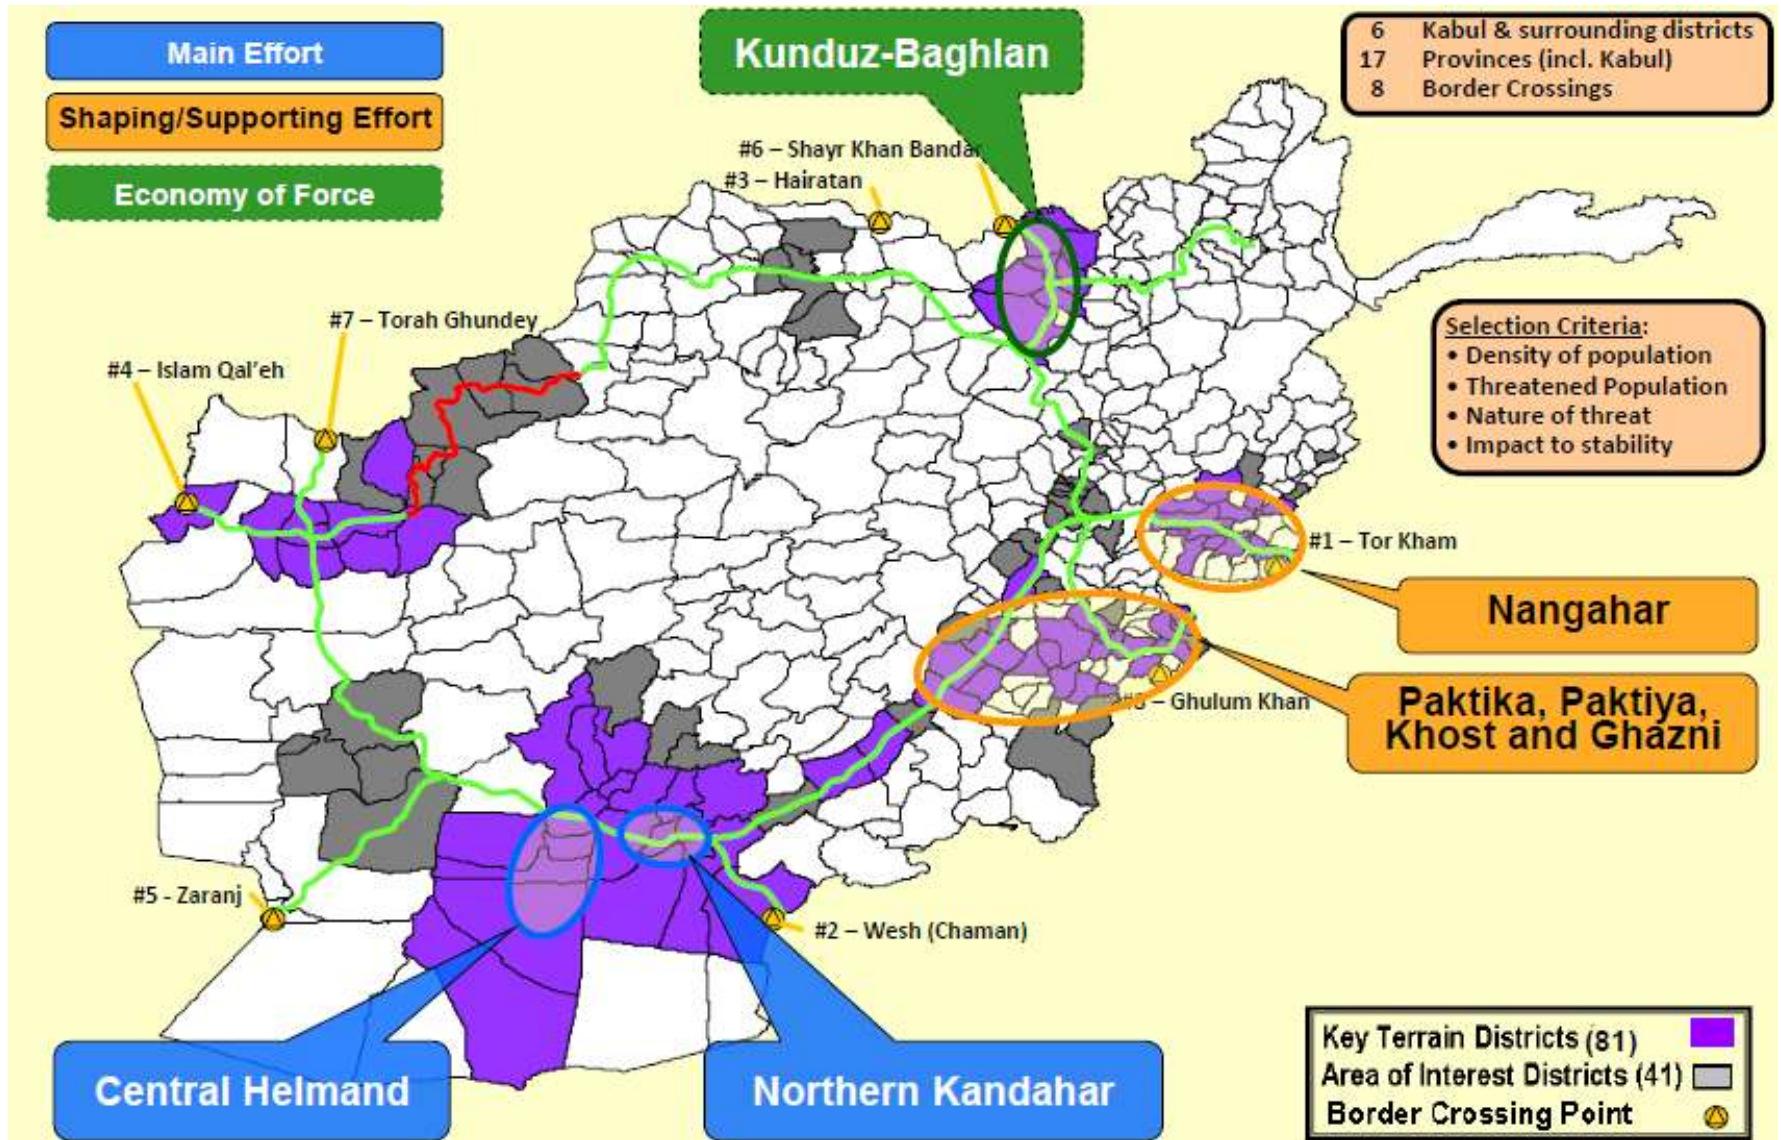 Main Effort
Shaping/Supporting Effort
Economy of Force
Kunduz-Baghlan
6 Kabul & surrounding districts
17 Provinces (incl. Kabul)
8 Border Crossings
#6 – Shayr Khan Bandar
#3 – Hairatan
#7 – Torah Ghundey
#4 – Islam Qal'eh
Selection Criteria:
• Density of population
• Threatened Population
• Nature of threat
• Impact to stability
#1 – Tor Kham
Nangahar
Paktika, Paktiya,
Khost and Ghazni
#8 – Ghulum Khan
#5 - Zaranj
#2 – Wesh (Chaman)
Central Helmand
Northern Kandahar
Key Terrain Districts (81)
Area of Interest Districts (41)
Border Crossing Point